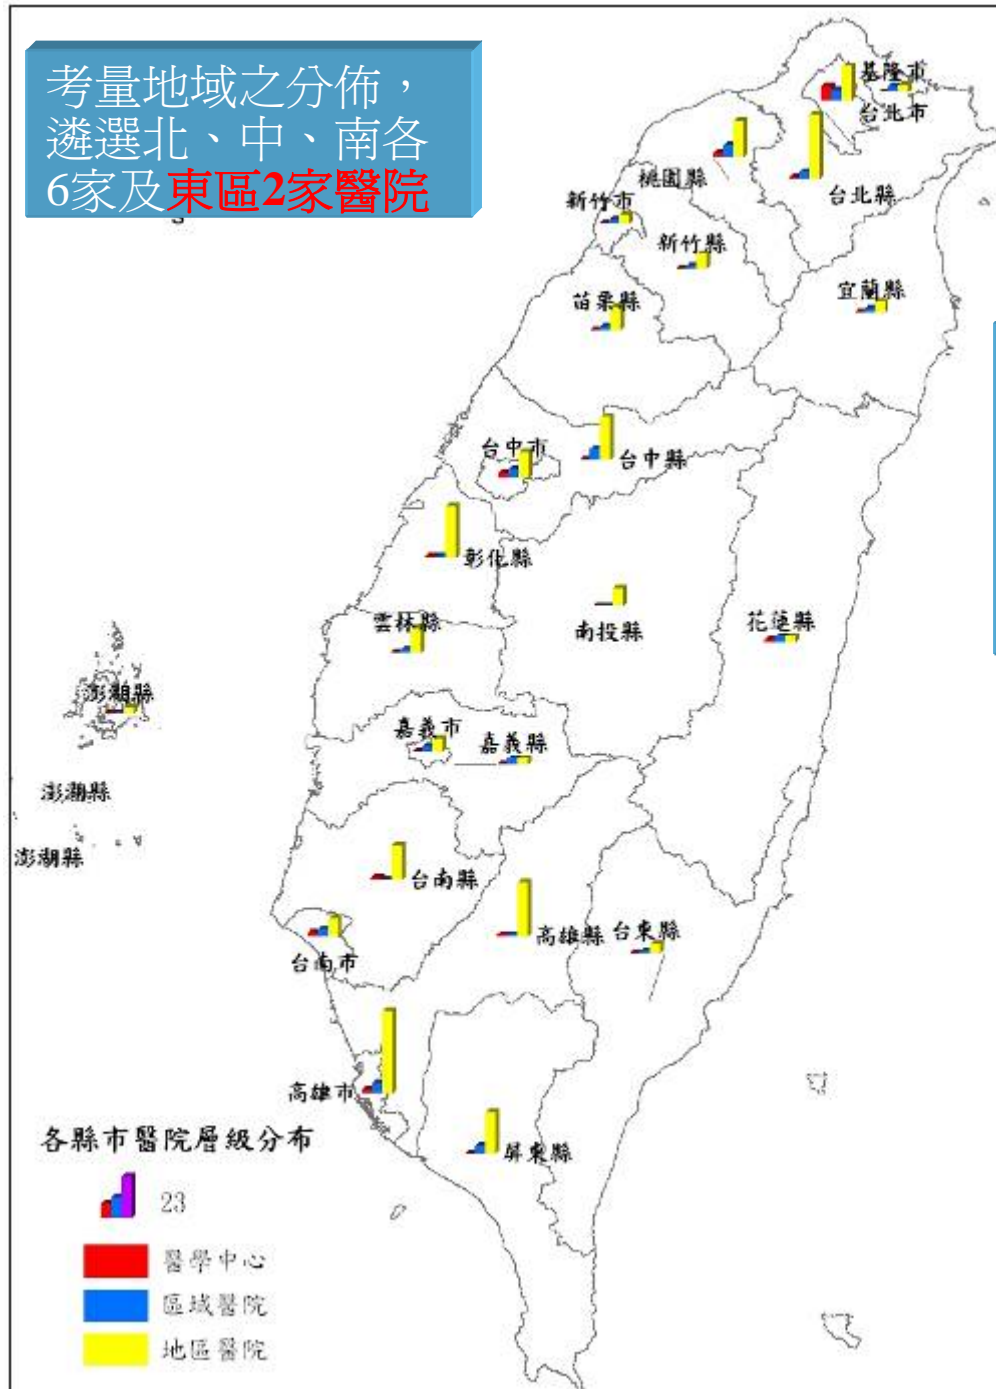 考量地域之分佈，
遴選北、中、南各
6家及東區2家醫院
基隆市
台北市
桃園縣
台北縣
新竹市
新竹縣
宜蘭縣
苗栗縣
台中市
台中縣
彰化縣
南投縣
花蓮縣
雲林縣
澎湖縣
嘉義市
嘉義縣
澎湖縣
澎湖縣
台南縣
高雄縣
台東縣
台南市
高雄市
屏東縣
各縣市醫院層級分布
23
醫學中心
區域醫院
地區醫院